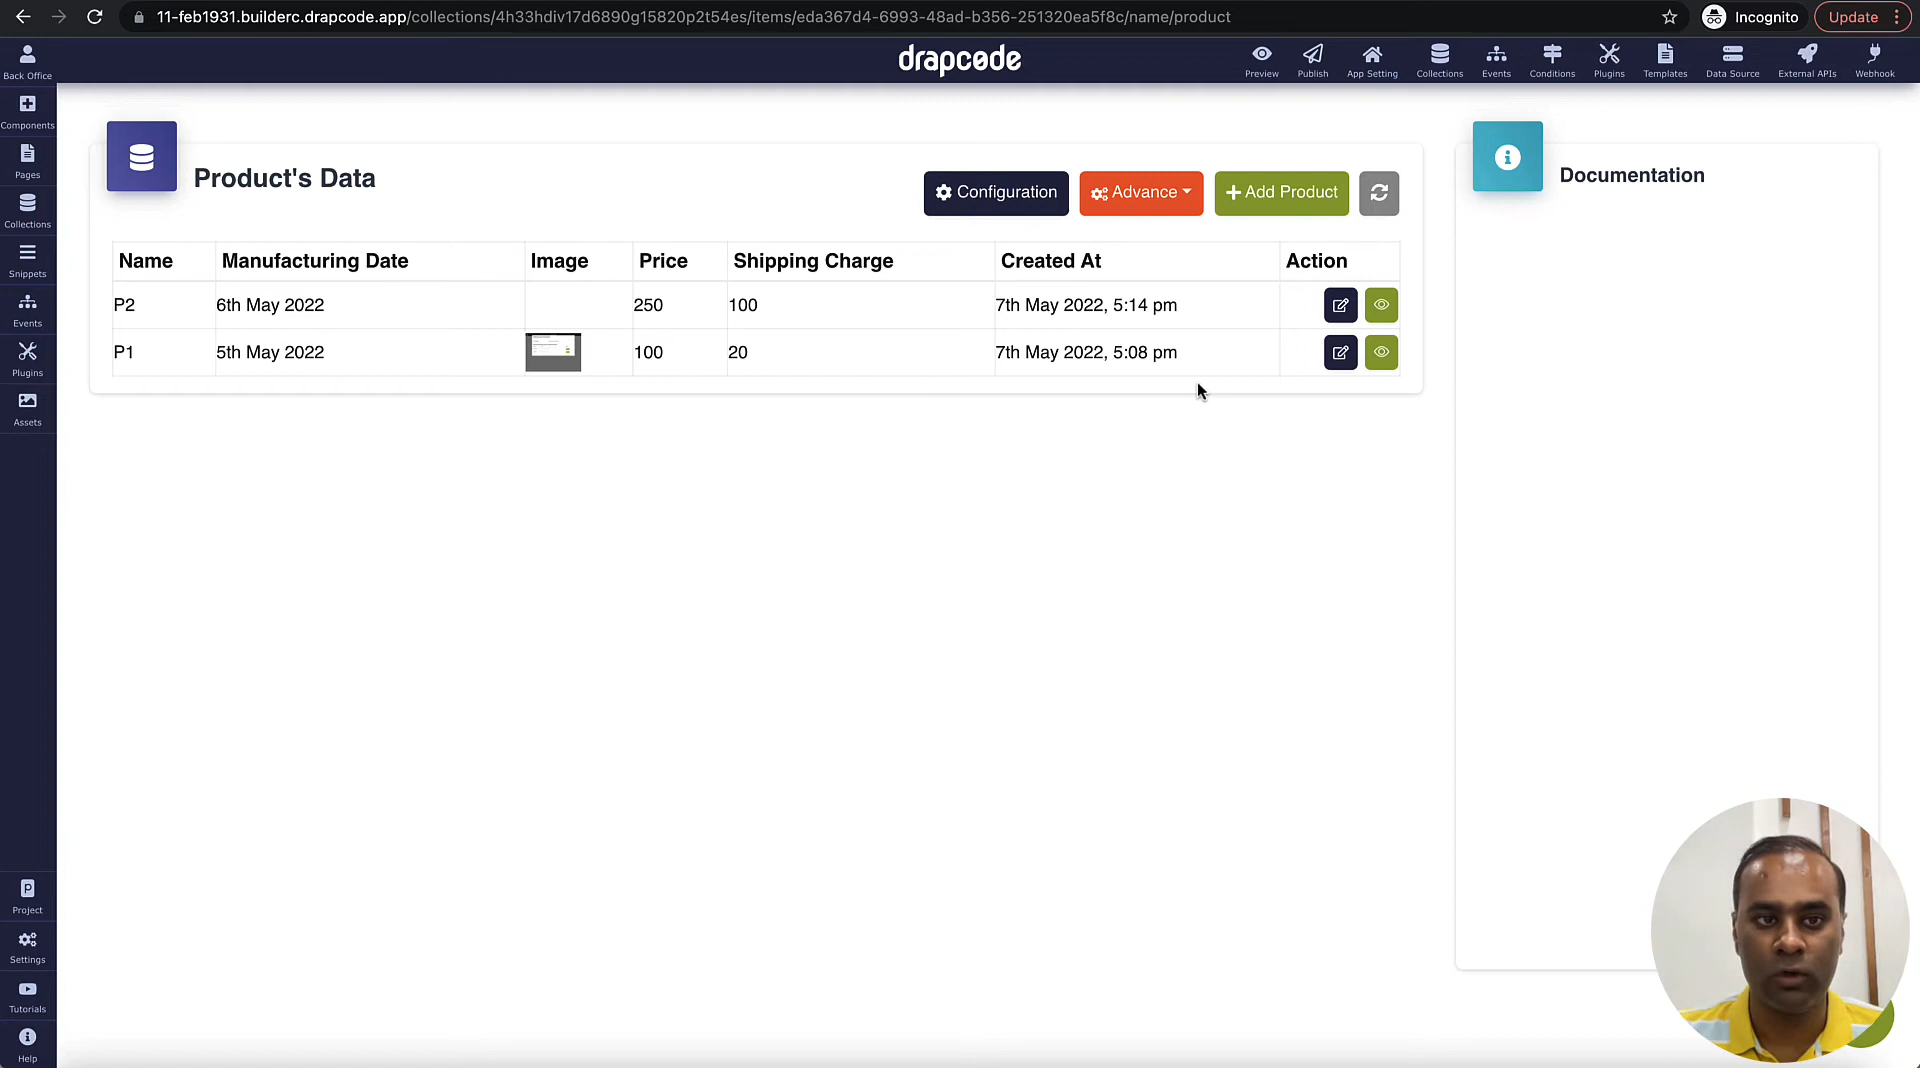 11-feb1931.builderc.drapcode.app/collections/4h33hdiv17d6890g15820p2t54es/items/eda367d4-6993-48ad-b356-251320ea5f8c/name/product
Incognito
Update
Back Office
drapcode
Preview
Publish
App Setting
Collections
Events
Conditions
Plugins
Templates
Data Source
External APIs
Webhook
Components
Pages
Collections
Snippets
Events
Plugins
Assets
Project
Settings
Tutorials
Help
Product's Data
Configuration
Advance
Add Product
Name Manufacturing Date Image Price Shipping Charge Created At Action
P2 6th May 2022 250 100 7th May 2022, 5:14 pm
P1 5th May 2022 100 20 7th May 2022, 5:08 pm
Documentation